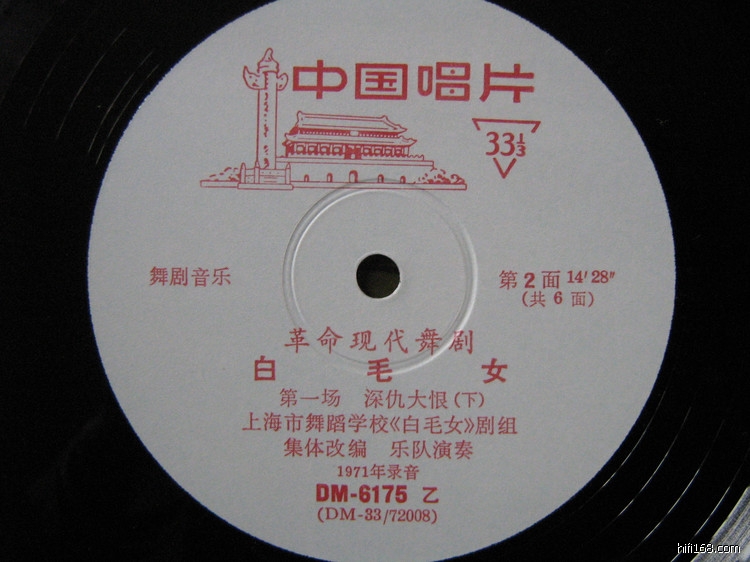 中国唱片
33⅓
舞剧音乐
第2面 14′28″
(共6面)
革命现代舞剧
白毛女
第一场 深仇大恨(下)
上海市舞蹈学校《白毛女》剧组
集体改编 乐队演奏
1971年录音
DM-6175 乙
(DM-33/72008)
hifi168.com